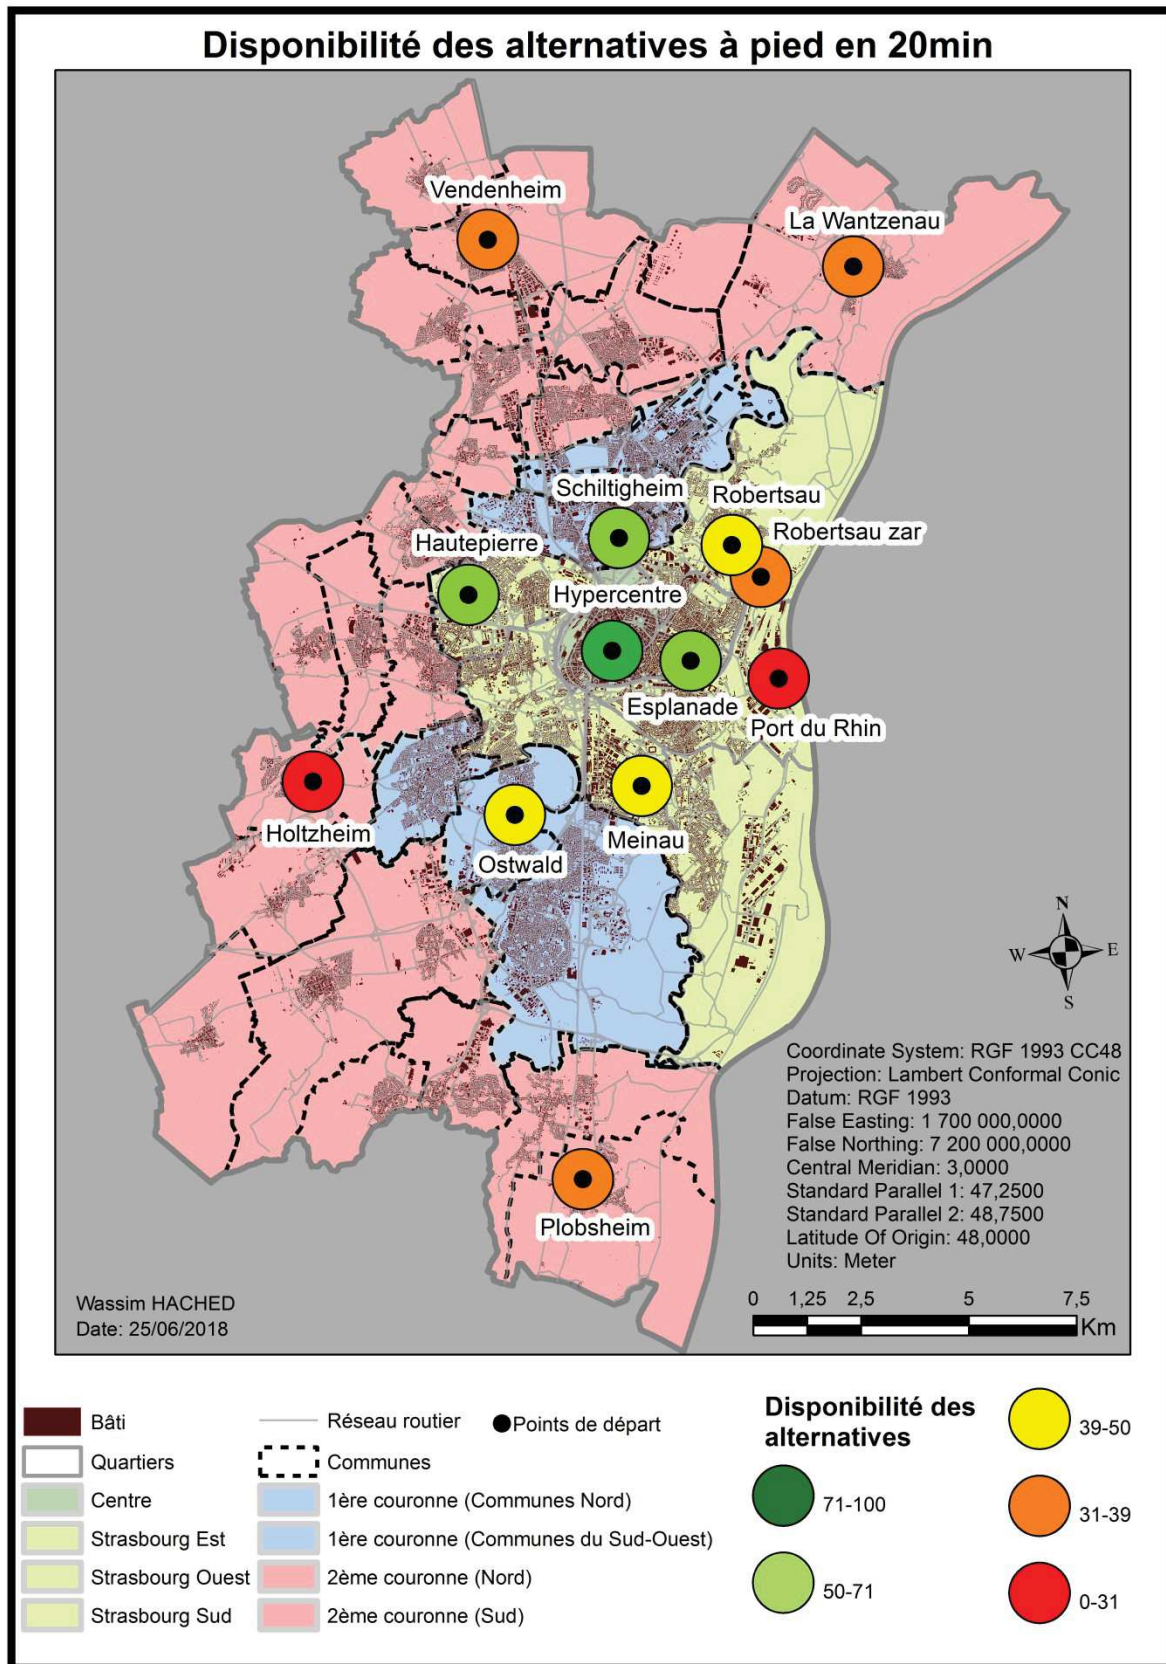 Disponibilité des alternatives à pied en 20min
Vendenheim
La Wantzenau
Schiltigheim
Robertsau
Robertsau zar
Hautepierre
Hypercentre
Esplanade
Port du Rhin
Holtzheim
Ostwald
Meinau
Plobsheim
N
W
E
S
Coordinate System: RGF 1993 CC48
Projection: Lambert Conformal Conic
Datum: RGF 1993
False Easting: 1 700 000,0000
False Northing: 7 200 000,0000
Central Meridian: 3,0000
Standard Parallel 1: 47,2500
Standard Parallel 2: 48,7500
Latitude Of Origin: 48,0000
Units: Meter
Wassim HACHED
Date: 25/06/2018
0 1,25 2,5 5 7,5
Km
Bâti
Quartiers
Centre
Strasbourg Est
Strasbourg Ouest
Strasbourg Sud
Réseau routier
Points de départ
Communes
1ère couronne (Communes Nord)
1ère couronne (Communes du Sud-Ouest)
2ème couronne (Nord)
2ème couronne (Sud)
Disponibilité des
alternatives
71-100
50-71
39-50
31-39
0-31